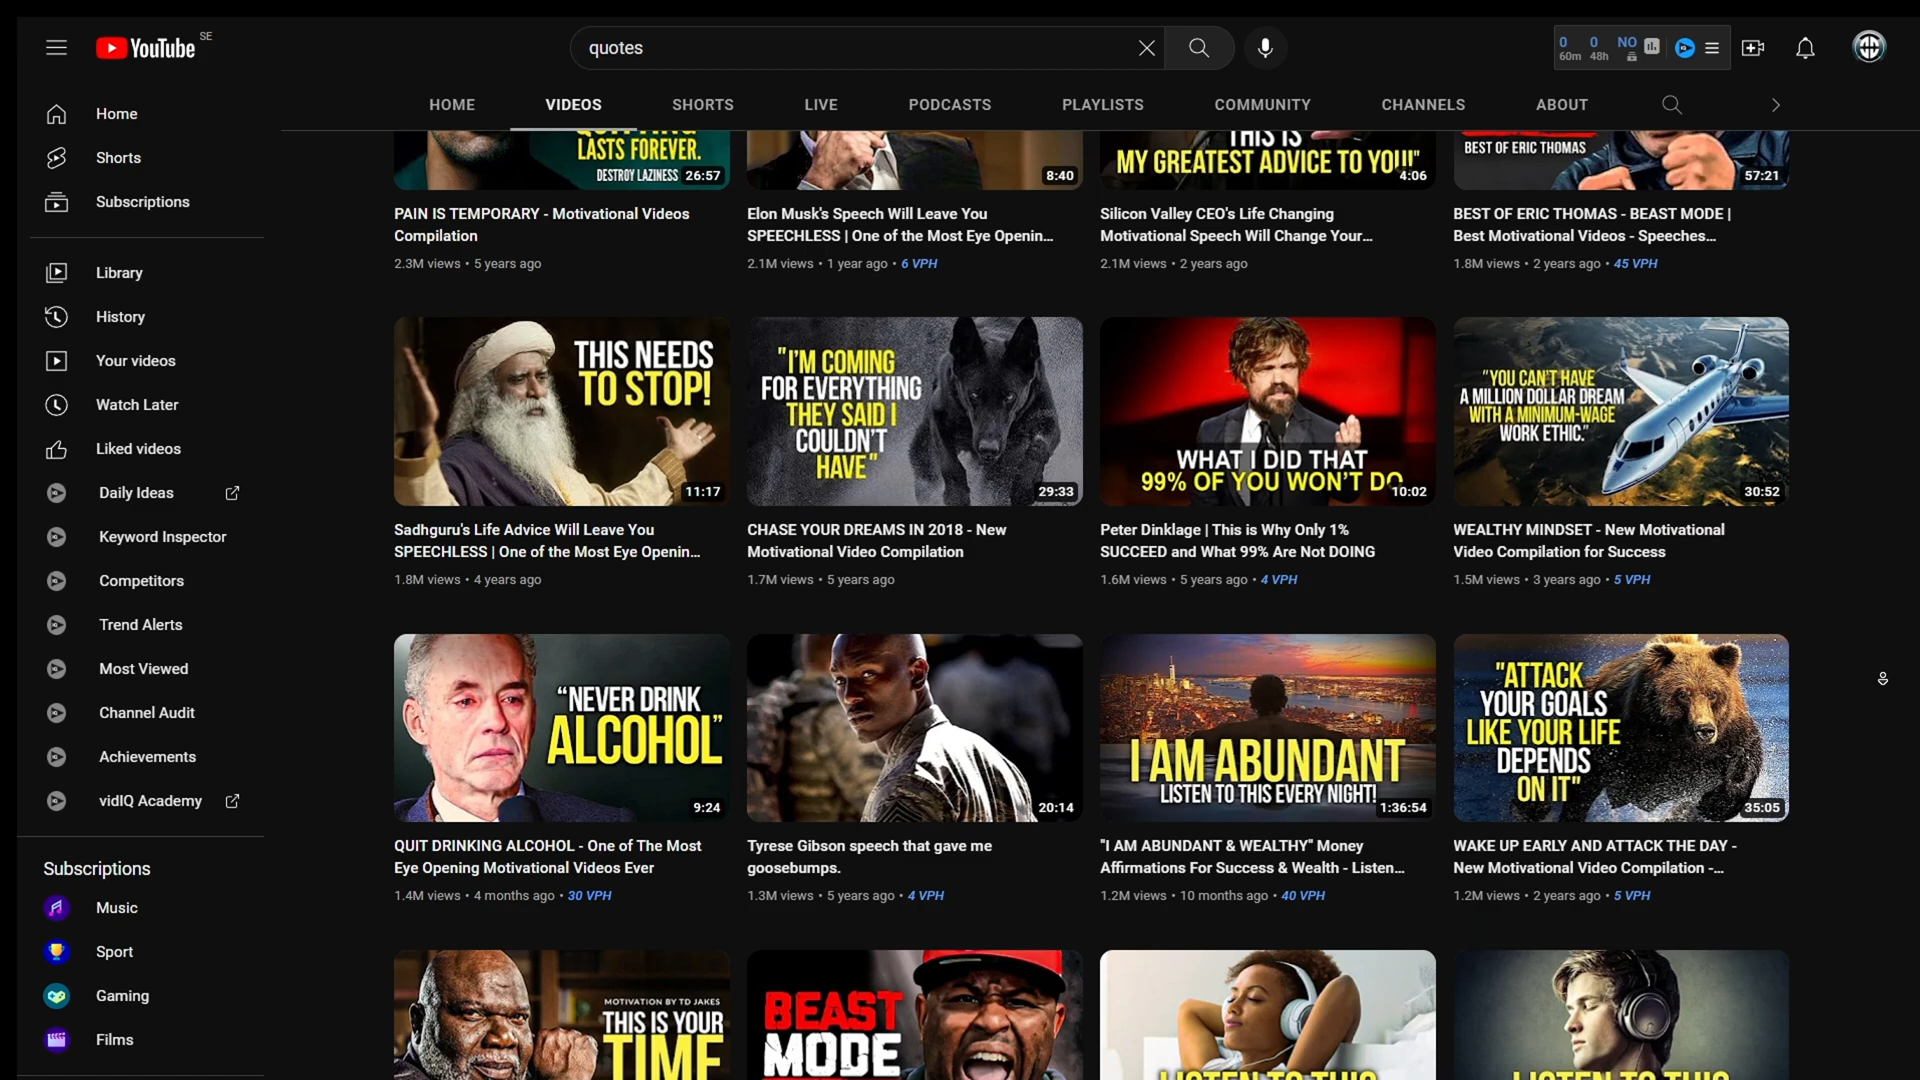 YouTube SE
quotes
0 0 NO
60m 48h
HOME VIDEOS SHORTS LIVE PODCASTS PLAYLISTS COMMUNITY CHANNELS ABOUT
Home
Shorts
Subscriptions
Library
History
Your videos
Watch Later
Liked videos
Daily Ideas
Keyword Inspector
Competitors
Trend Alerts
Most Viewed
Channel Audit
Achievements
vidIQ Academy
Subscriptions
Music
Sport
Gaming
Films
LASTS FOREVER.
DESTROY LAZINESS 26:57
PAIN IS TEMPORARY - Motivational Videos
Compilation
2.3M views • 5 years ago
8:40
Elon Musk's Speech Will Leave You
SPEECHLESS | One of the Most Eye Openin...
2.1M views • 1 year ago • 6 VPH
THIS IS
MY GREATEST ADVICE TO YOU!"
4:06
Silicon Valley CEO's Life Changing
Motivational Speech Will Change Your...
2.1M views • 2 years ago
BEST OF ERIC THOMAS
57:21
BEST OF ERIC THOMAS - BEAST MODE |
Best Motivational Videos - Speeches...
1.8M views • 2 years ago • 45 VPH
THIS NEEDS
TO STOP!
11:17
Sadhguru's Life Advice Will Leave You
SPEECHLESS | One of the Most Eye Openin...
1.8M views • 4 years ago
"I'M COMING
FOR EVERYTHING
THEY SAID I
COULDN'T
HAVE"
29:33
CHASE YOUR DREAMS IN 2018 - New
Motivational Video Compilation
1.7M views • 5 years ago
WHAT I DID THAT
99% OF YOU WON'T DO
10:02
Peter Dinklage | This is Why Only 1%
SUCCEED and What 99% Are Not DOING
1.6M views • 5 years ago • 4 VPH
"YOU CAN'T HAVE
A MILLION DOLLAR DREAM
WITH A MINIMUM-WAGE
WORK ETHIC."
30:52
WEALTHY MINDSET - New Motivational
Video Compilation for Success
1.5M views • 3 years ago • 5 VPH
"NEVER DRINK
ALCOHOL"
9:24
QUIT DRINKING ALCOHOL - One of The Most
Eye Opening Motivational Videos Ever
1.4M views • 4 months ago • 30 VPH
20:14
Tyrese Gibson speech that gave me
goosebumps.
1.3M views • 5 years ago • 4 VPH
I AM ABUNDANT
LISTEN TO THIS EVERY NIGHT!
1:36:54
"I AM ABUNDANT & WEALTHY" Money
Affirmations For Success & Wealth - Listen...
1.2M views • 10 months ago • 40 VPH
"ATTACK
YOUR GOALS
LIKE YOUR LIFE
DEPENDS
ON IT"
35:05
WAKE UP EARLY AND ATTACK THE DAY -
New Motivational Video Compilation -...
1.2M views • 2 years ago • 5 VPH
MOTIVATION BY TD JAKES
THIS IS YOUR
TIME
BEAST
MODE
LISTEN TO THIS
LISTEN TO THIS